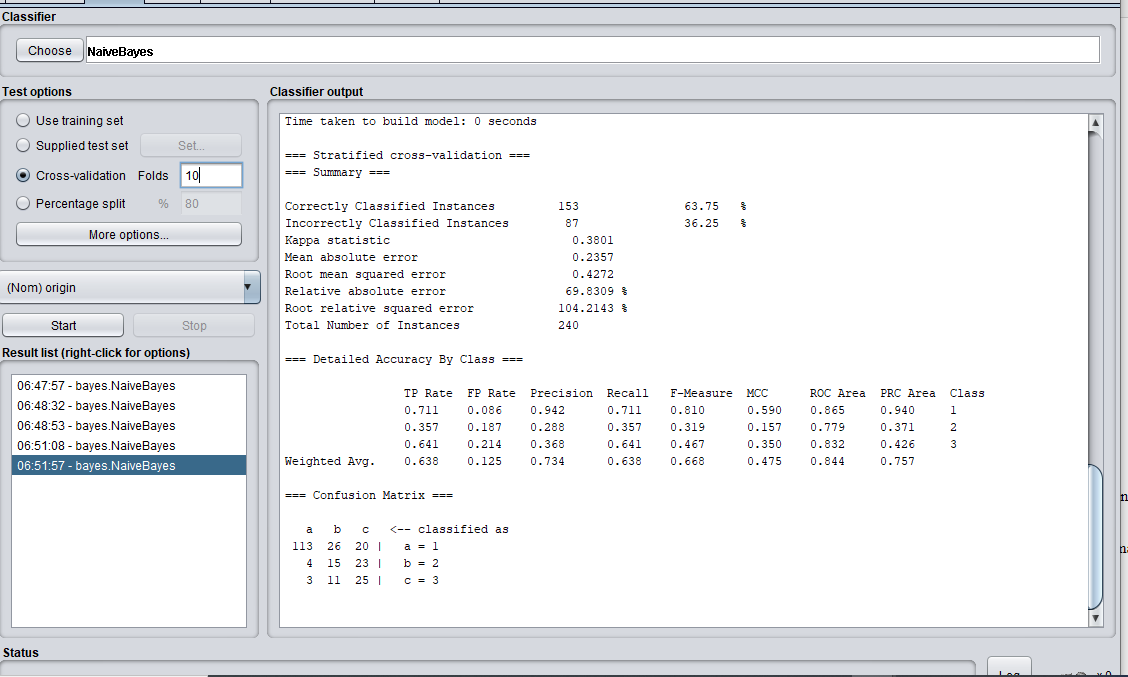 Classifier
Choose NaiveBayes
Test options
Use training set
Supplied test set Set...
Cross-validation Folds 10
Percentage split % 80
More options...
(Nom) origin
Start Stop
Result list (right-click for options)
06:47:57 - bayes.NaiveBayes
06:48:32 - bayes.NaiveBayes
06:48:53 - bayes.NaiveBayes
06:51:08 - bayes.NaiveBayes
06:51:57 - bayes.NaiveBayes
Classifier output
Time taken to build model: 0 seconds
=== Stratified cross-validation ===
=== Summary ===
Correctly Classified Instances 153 63.75 %
Incorrectly Classified Instances 87 36.25 %
Kappa statistic 0.3801
Mean absolute error 0.2357
Root mean squared error 0.4272
Relative absolute error 69.8309 %
Root relative squared error 104.2143 %
Total Number of Instances 240
=== Detailed Accuracy By Class ===
TP Rate FP Rate Precision Recall F-Measure MCC ROC Area PRC Area Class
0.711 0.086 0.942 0.711 0.810 0.590 0.865 0.940 1
0.357 0.187 0.288 0.357 0.319 0.157 0.779 0.371 2
0.641 0.214 0.368 0.641 0.467 0.350 0.832 0.426 3
Weighted Avg. 0.638 0.125 0.734 0.638 0.668 0.475 0.844 0.757
=== Confusion Matrix ===
a b c <-- classified as
113 26 20 | a = 1
4 15 23 | b = 2
3 11 25 | c = 3
Status